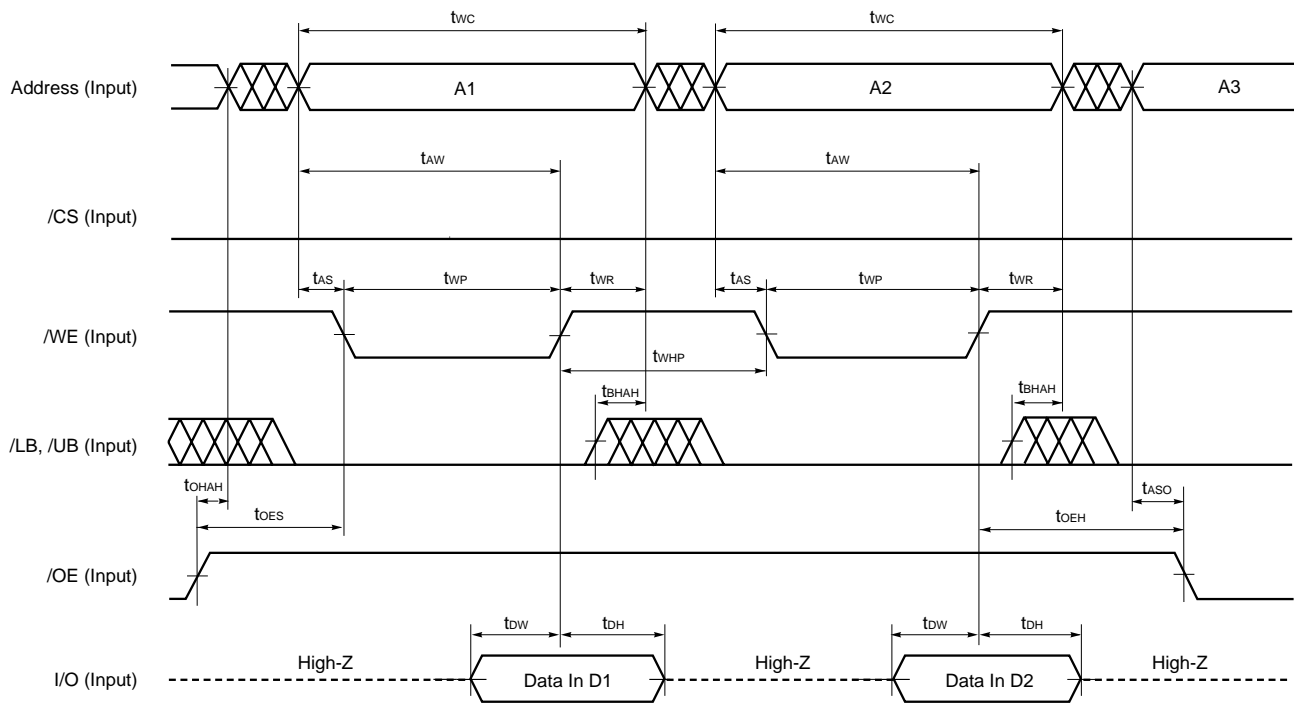 tWC tWC
Address (Input) A1 A2 A3
tAW tAW
/CS (Input)
tAS tWP tWR tAS tWP tWR
/WE (Input)
tWHP
tBHAH tBHAH
/LB, /UB (Input)
tOHAH tASO
tOES tOEH
/OE (Input)
tDW tDH tDW tDH
High-Z High-Z High-Z
I/O (Input) Data In D1 Data In D2